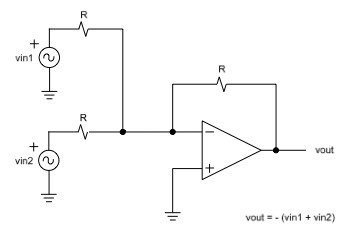 R
+
vin1
R
R
+
vin2
−
+
vout
vout = - (vin1 + vin2)